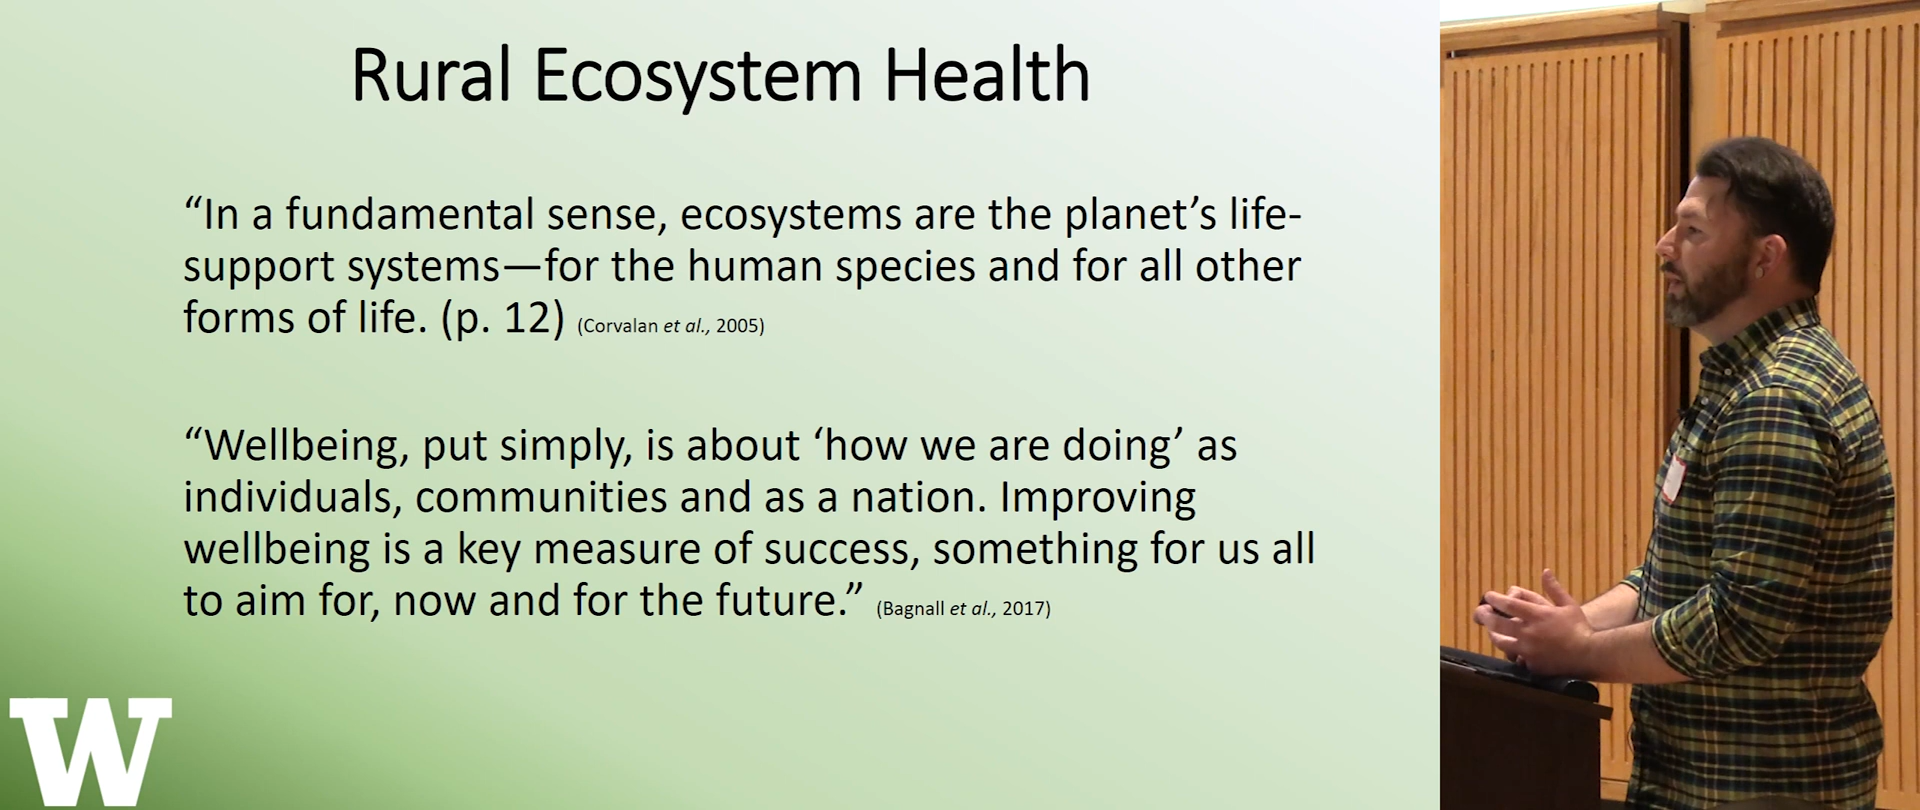 Rural Ecosystem Health
“In a fundamental sense, ecosystems are the planet’s life-
support systems—for the human species and for all other
forms of life. (p. 12) (Corvalan et al., 2005)
“Wellbeing, put simply, is about ‘how we are doing’ as
individuals, communities and as a nation. Improving
wellbeing is a key measure of success, something for us all
to aim for, now and for the future.” (Bagnall et al., 2017)
W